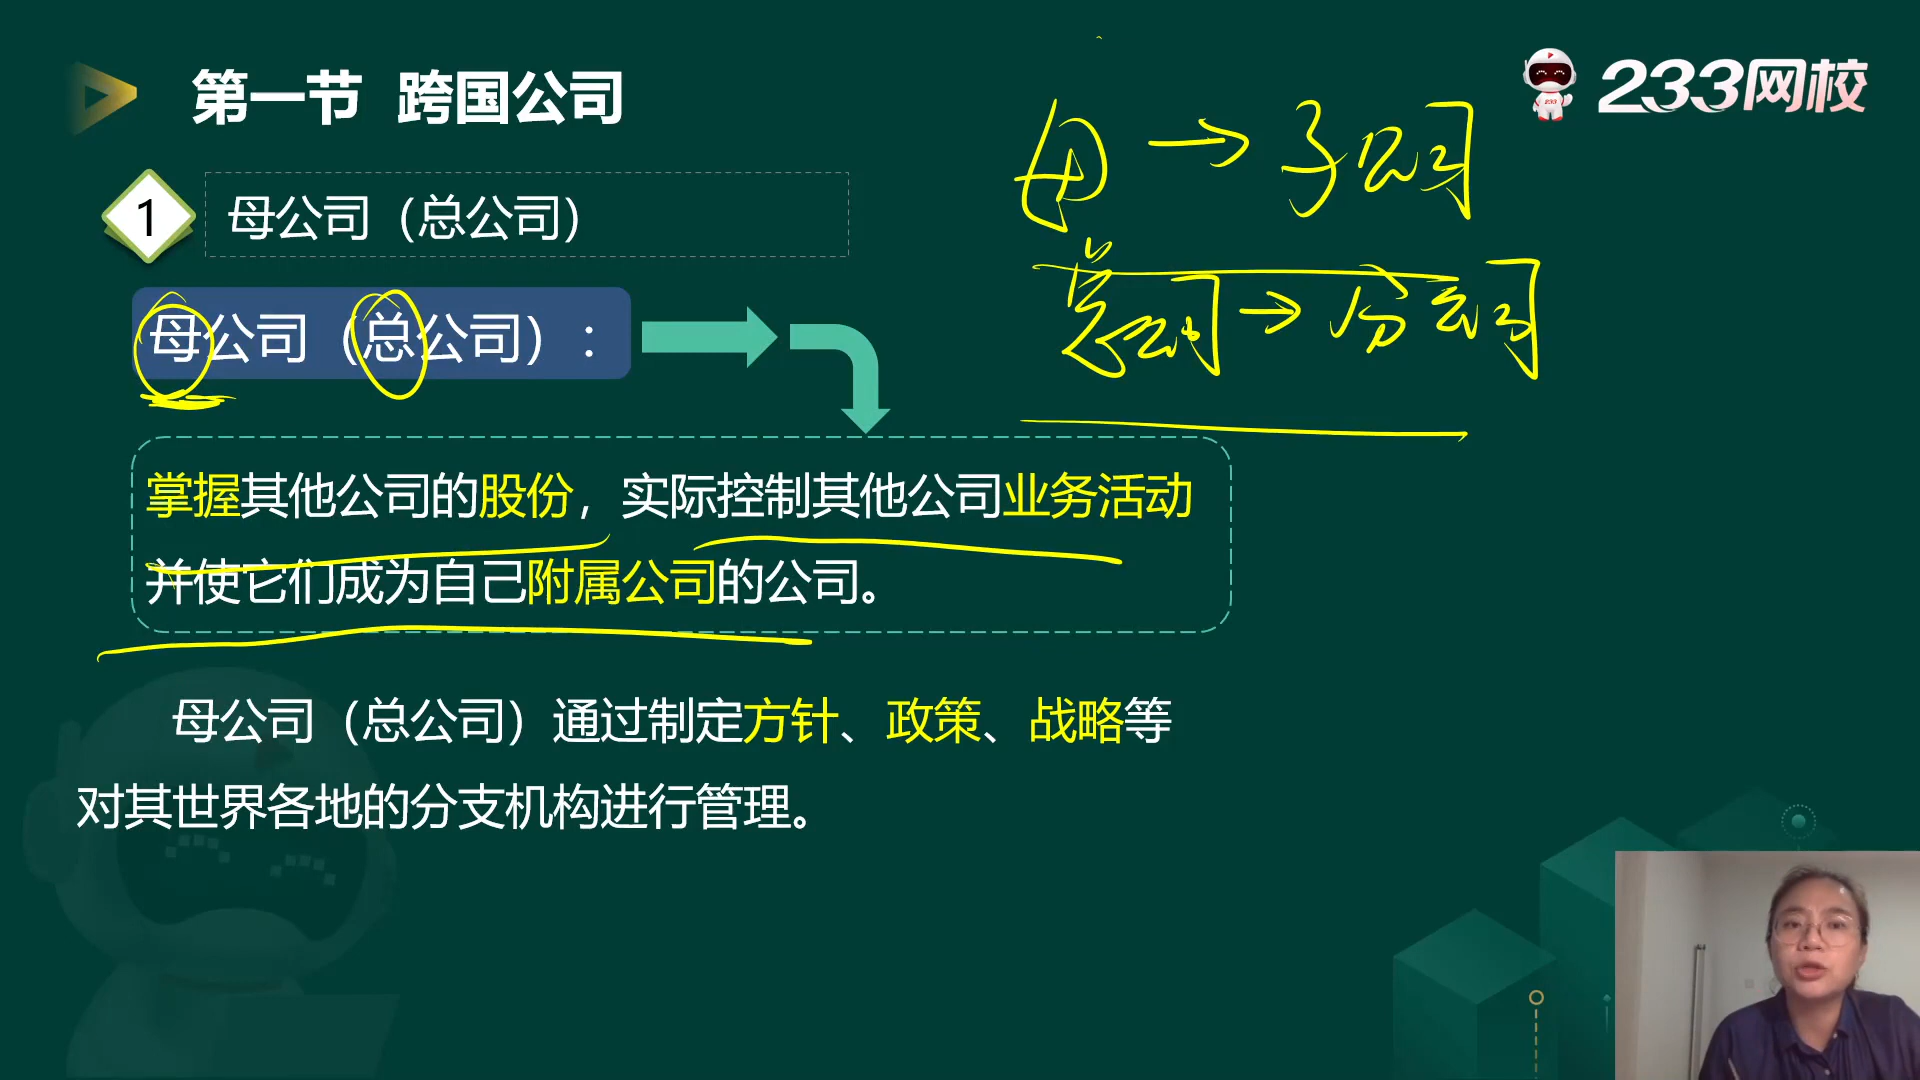 第一节 跨国公司
233网校
1
母公司（总公司）
母公司（总公司）：
掌握其他公司的股份，实际控制其他公司业务活动
并使它们成为自己附属公司的公司。
母公司（总公司）通过制定方针、政策、战略等
对其世界各地的分支机构进行管理。
母→子公司
总公司→分公司